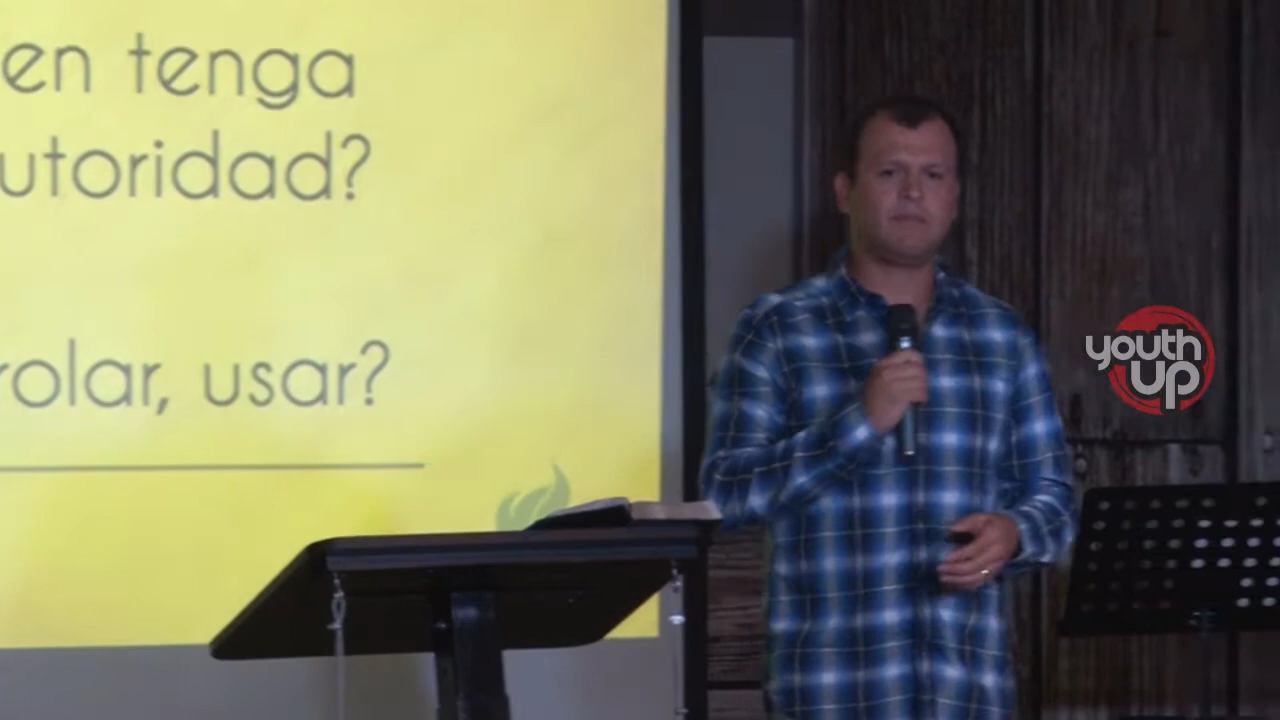 en tenga
utoridad?
rolar, usar?
youth
UP